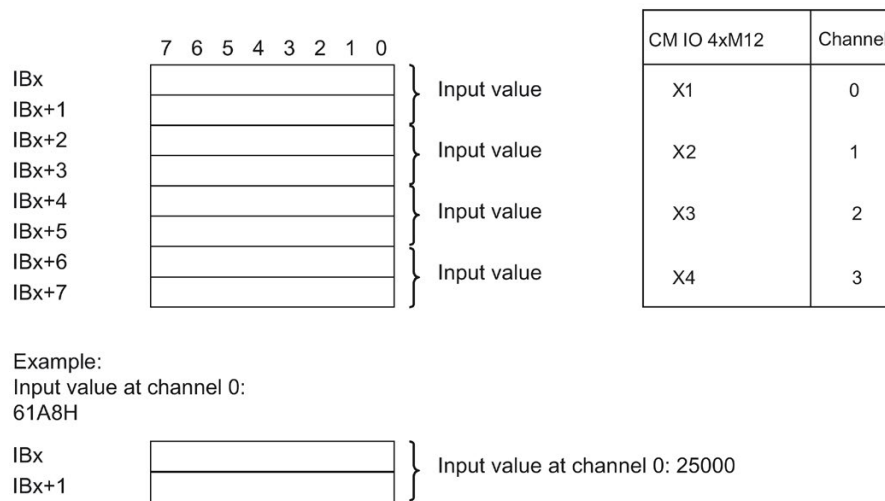 7 6 5 4 3 2 1 0
CM IO 4xM12 Channel
IBx
IBx+1
Input value
X1 0
IBx+2
IBx+3
Input value
X2 1
IBx+4
IBx+5
Input value
X3 2
IBx+6
IBx+7
Input value
X4 3
Example:
Input value at channel 0:
61A8H
IBx
IBx+1
Input value at channel 0: 25000